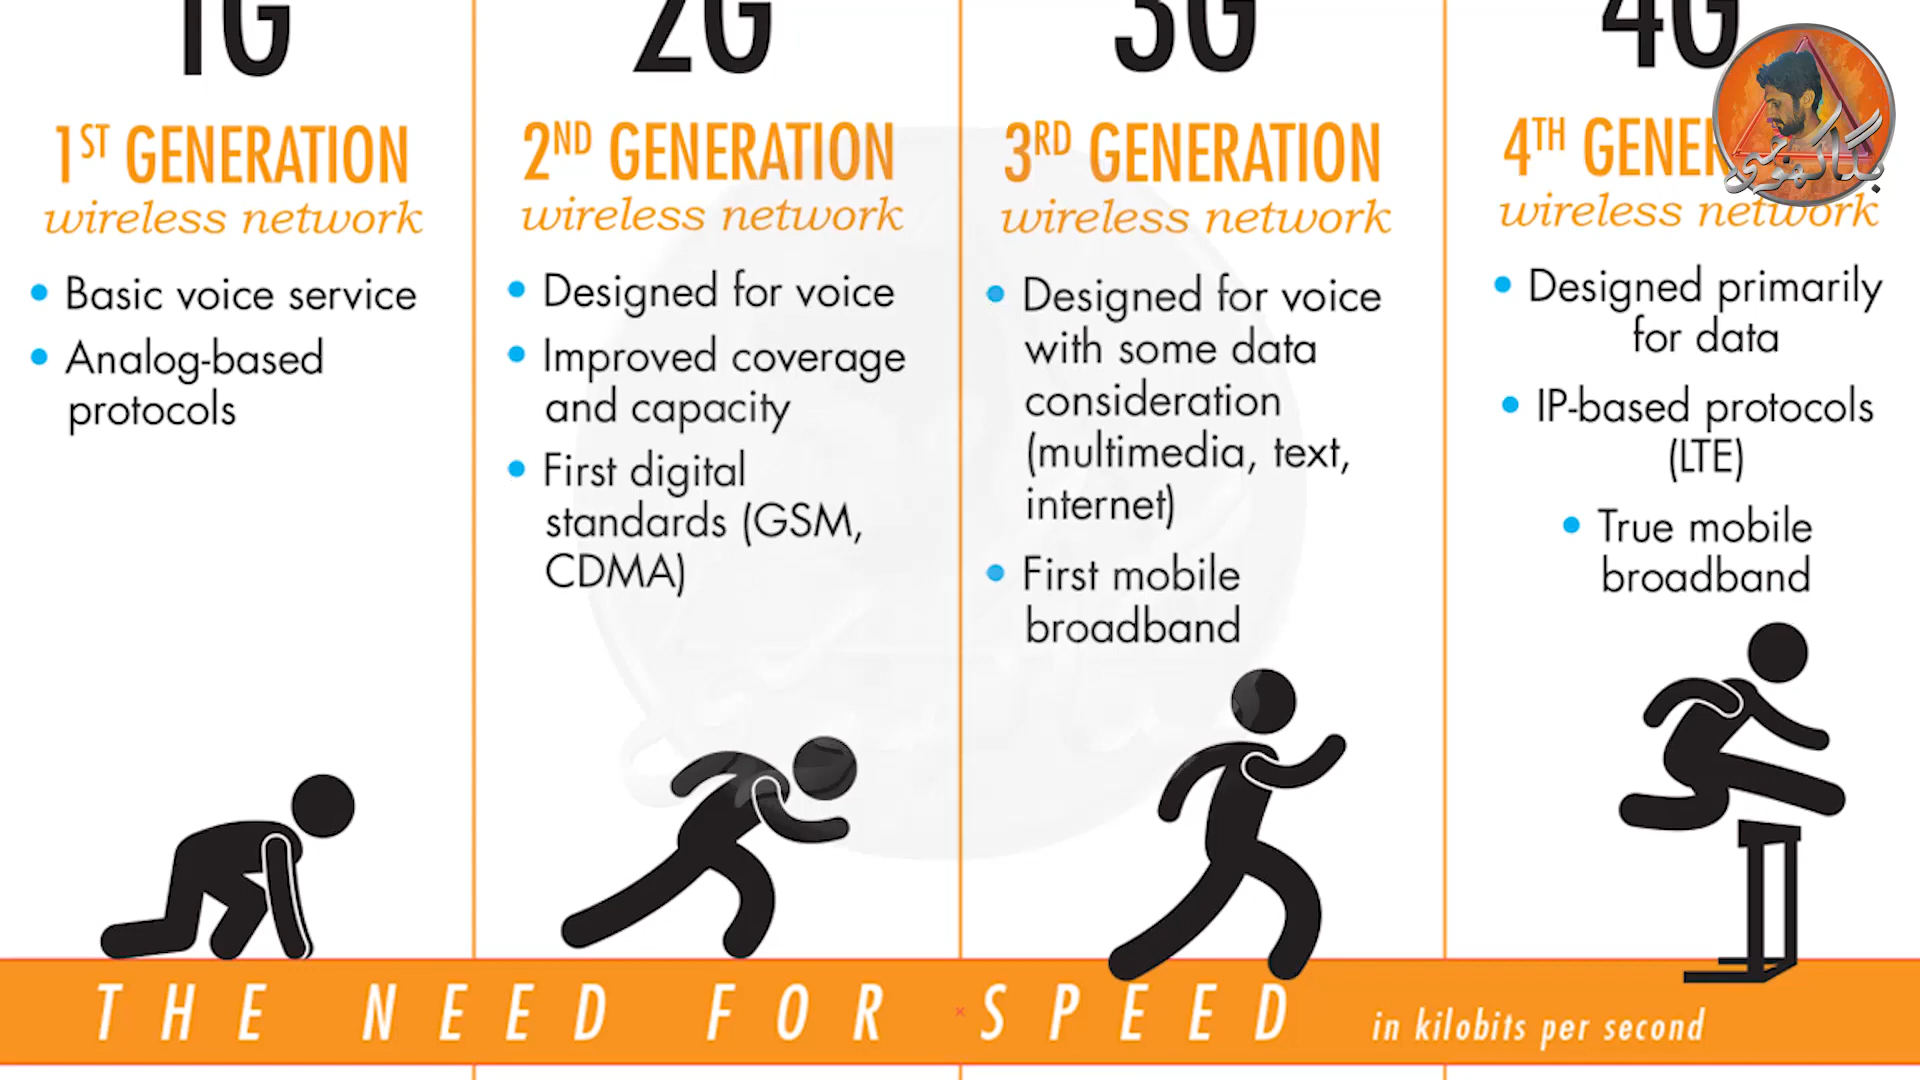 1G
1ST GENERATION
wireless network
• Basic voice service
• Analog-based
protocols
2G
2ND GENERATION
wireless network
• Designed for voice
• Improved coverage
and capacity
• First digital
standards (GSM,
CDMA)
3G
3RD GENERATION
wireless network
• Designed for voice
with some data
consideration
(multimedia, text,
internet)
• First mobile
broadband
4G
4TH
wireless network
• Designed primarily
for data
• IP-based protocols
(LTE)
• True mobile
broadband
THE NEED FOR SPEED in kilobits per second